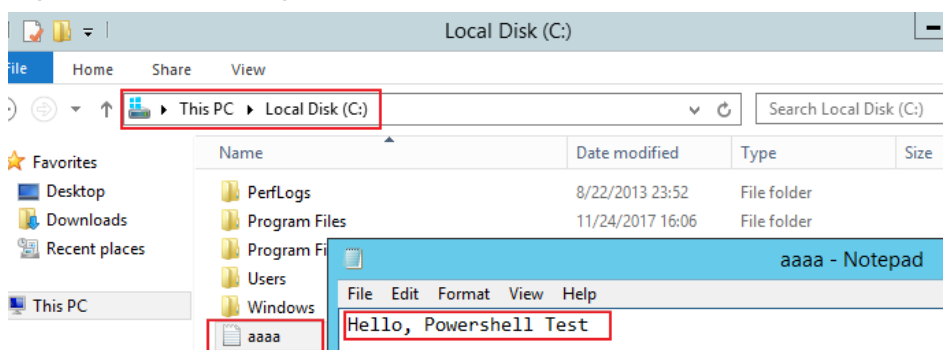 Local Disk (C:)
File Home Share View
This PC Local Disk (C:) Search Local Disk (C:)
Favorites
Desktop
Downloads
Recent places
This PC
Name Date modified Type Size
PerfLogs 8/22/2013 23:52 File folder
Program Files 11/24/2017 16:06 File folder
Program Fi
Users
Windows
aaaa
aaaa - Notepad
File Edit Format View Help
Hello, Powershell Test